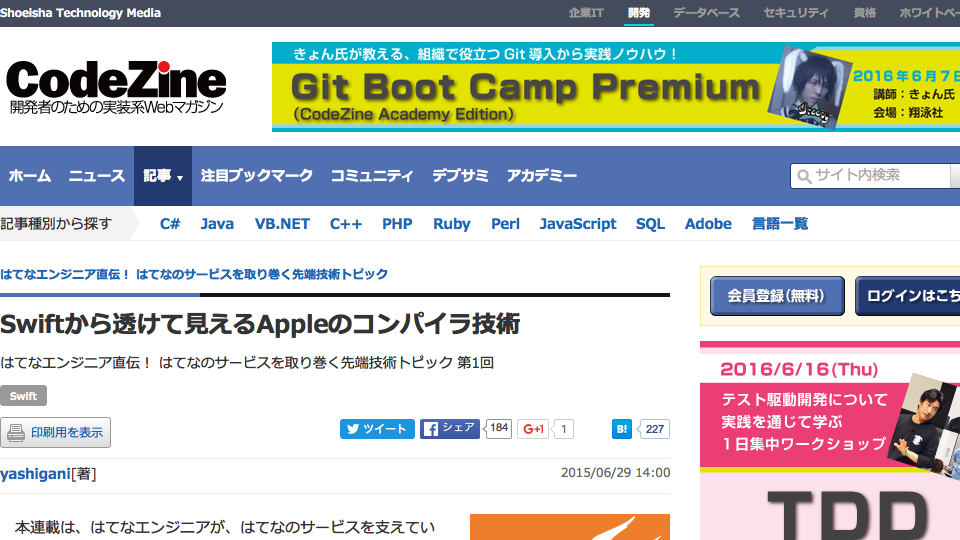 Shoeisha Technology Media
企業IT 開発 データベース セキュリティ 資格 ホワイトペー
CodeZine
開発者のための実装系Webマガジン
きょん氏が教える、組織で役立つ Git 導入から実践ノウハウ！
Git Boot Camp Premium
(CodeZine Academy Edition)
2016年6月7日
講師：きょん氏
会場：翔泳社
ホーム ニュース 記事 ▼ 注目ブックマーク コミュニティ デブサミ アカデミー
サイト内検索
記事種別から探す C# Java VB.NET C++ PHP Ruby Perl JavaScript SQL Adobe 言語一覧
はてなエンジニア直伝！ はてなのサービスを取り巻く先端技術トピック
Swiftから透けて見えるAppleのコンパイラ技術
はてなエンジニア直伝！ はてなのサービスを取り巻く先端技術トピック 第1回
Swift
印刷用を表示
ツイート シェア 184 G+1 1 B! 227
yashigani[著] 2015/06/29 14:00
本連載は、はてなエンジニアが、はてなのサービスを支えてい
会員登録（無料） ログインはこち
2016/6/16(Thu)
テスト駆動開発について
実践を通じて学ぶ
1日集中ワークショップ
TDD